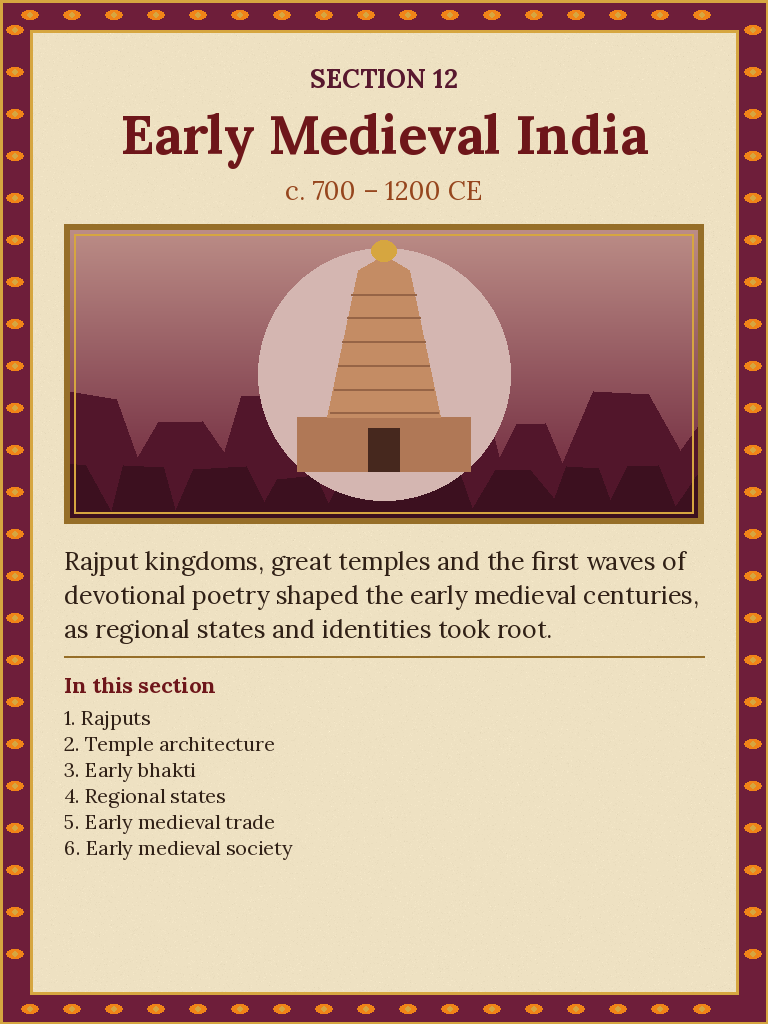 SECTION 12
Early Medieval India
c. 700 – 1200 CE
Rajput kingdoms, great temples and the first waves of
devotional poetry shaped the early medieval centuries,
as regional states and identities took root.
In this section
1. Rajputs
2. Temple architecture
3. Early bhakti
4. Regional states
5. Early medieval trade
6. Early medieval society